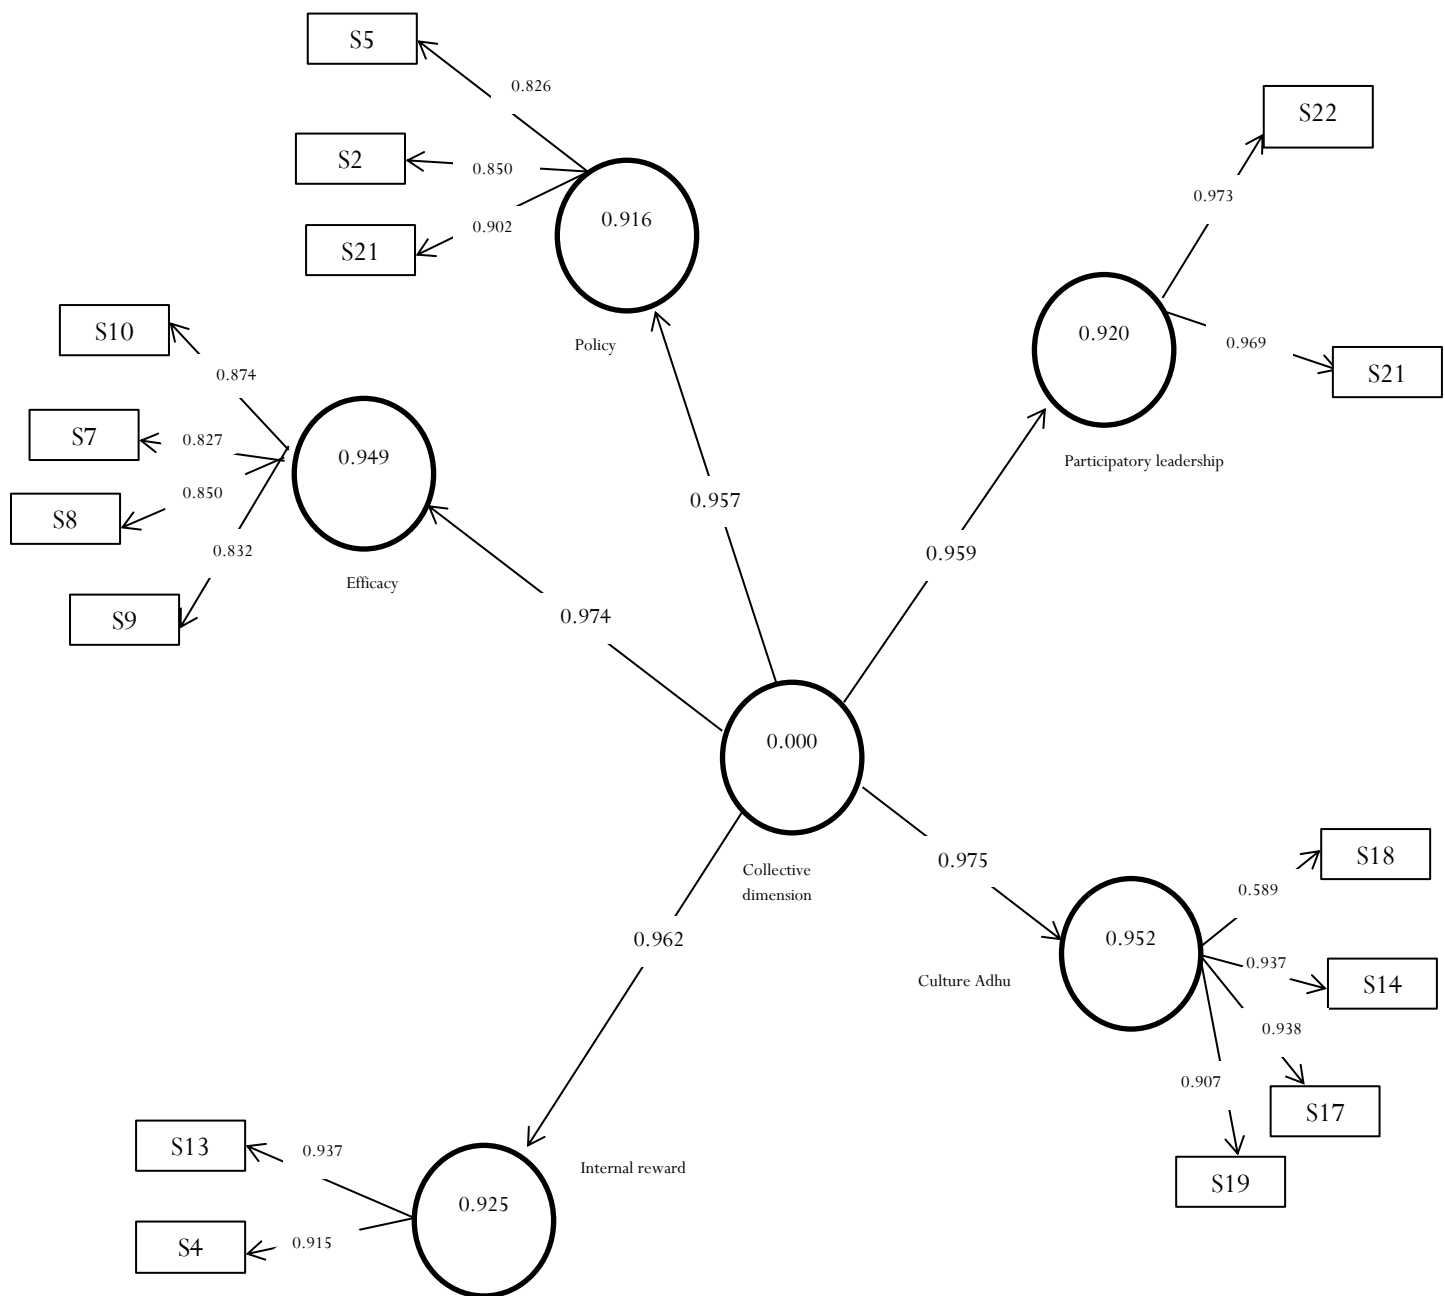 S5
0.826
S22
S2
0.850
0.973
0.902
0.916
S21
S10
0.920
Policy
0.969
S21
0.874
S7
0.827
0.949
Participatory leadership
0.850
0.957
S8
0.832
0.959
Efficacy
S9
0.974
0.000
S18
0.975
Collective
dimension
0.589
0.962
0.952
0.937
Culture Adhu
S14
0.938
0.907
S17
S13
0.937
Internal reward
S19
0.925
S4
0.915